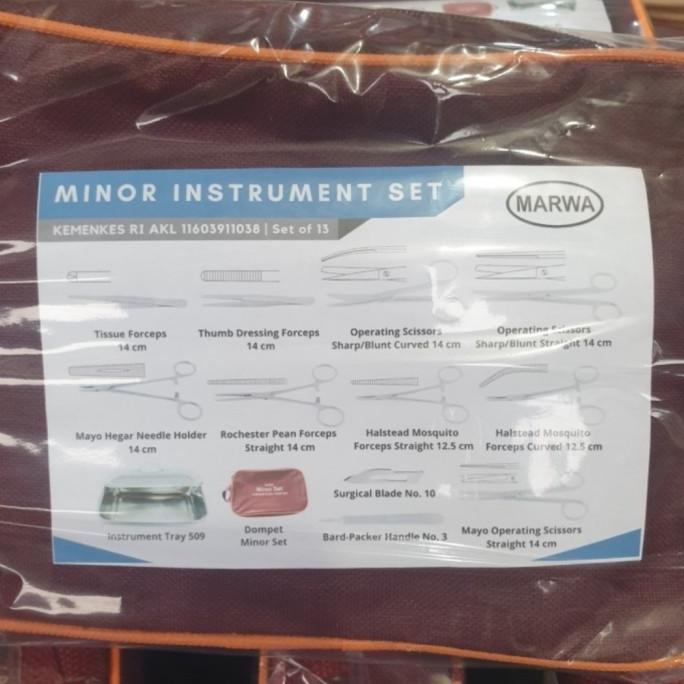 MINOR INSTRUMENT SET
MARWA
KEMENKES RI AKL 11603911038 | Set of 13
Tissue Forceps
14 cm
Thumb Dressing Forceps
14 cm
Operating Scissors
Sharp/Blunt Curved 14 cm
Operating Scissors
Sharp/Blunt Straight 14 cm
Mayo Hegar Needle Holder
14 cm
Rochester Pean Forceps
Straight 14 cm
Halstead Mosquito
Forceps Straight 12.5 cm
Halstead Mosquito
Forceps Curved 12.5 cm
Instrument Tray 509
Minor Set
Dompet
Minor Set
Surgical Blade No. 10
Bard-Packer Handle No. 3
Mayo Operating Scissors
Straight 14 cm